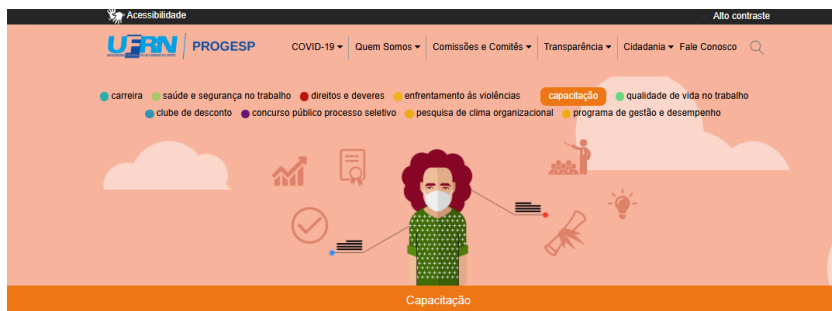 Acessibilidade Alto contraste
UFRN PROGESP COVID-19 Quem Somos Comissões e Comitês Transparência Cidadania Fale Conosco
carreira saúde e segurança no trabalho direitos e deveres enfrentamento às violências capacitação qualidade de vida no trabalho
clube de desconto concurso público processo seletivo pesquisa de clima organizacional programa de gestão e desempenho
Capacitação